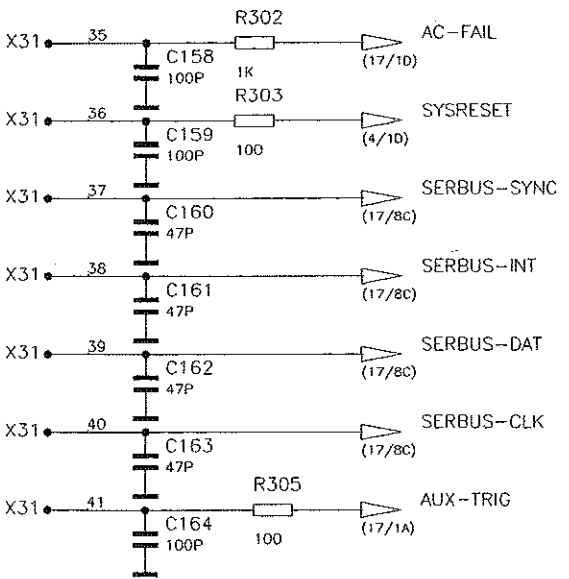 R302
X31 35 AC-FAIL
C158 (17/1D)
100P 1K
R303
X31 36 SYSRESET
C159 (4/1D)
100P 100
X31 37 SERBUS-SYNC
C160 (17/8C)
47P
X31 38 SERBUS-INT
C161 (17/8C)
47P
X31 39 SERBUS-DAT
C162 (17/8C)
47P
X31 40 SERBUS-CLK
C163 (17/8C)
47P
R305
X31 41 AUX-TRIG
C164 (17/1A)
100P 100